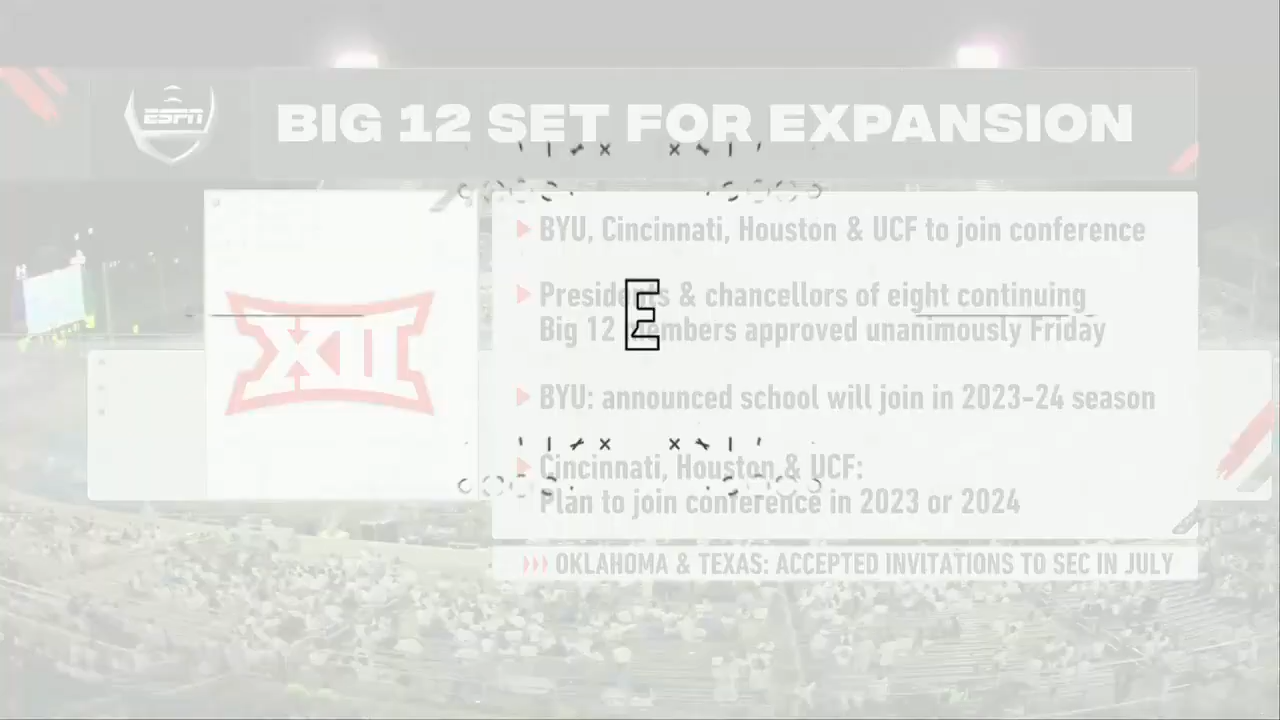 ESPN
BIG 12 SET FOR EXPANSION
BYU, Cincinnati, Houston & UCF to join conference
Presidents & chancellors of eight continuing
Big 12 members approved unanimously Friday
E
XII
BYU: announced school will join in 2023-24 season
Cincinnati, Houston & UCF:
Plan to join conference in 2023 or 2024
OKLAHOMA & TEXAS: ACCEPTED INVITATIONS TO SEC IN JULY